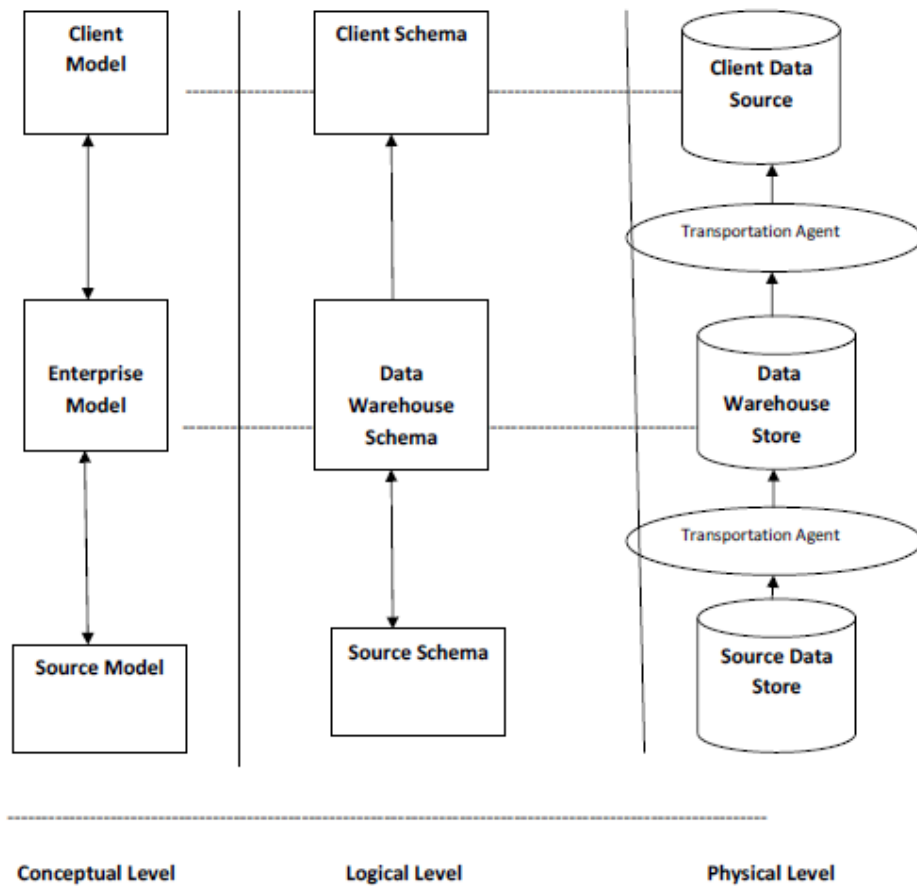 Client
Model
Client Schema
Client Data
Source
Transportation Agent
Enterprise
Model
Data
Warehouse
Schema
Data
Warehouse
Store
Transportation Agent
Source Model
Source Schema
Source Data
Store
Conceptual Level
Logical Level
Physical Level